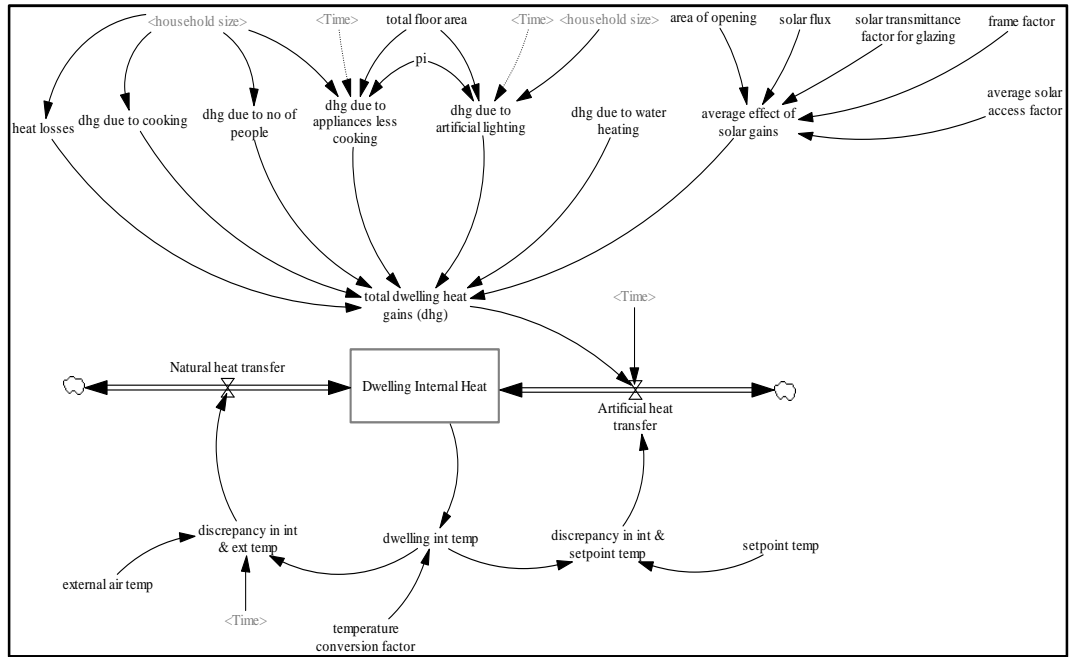 <household size>
<Time>
total floor area
<Time>
<household size>
area of opening
solar flux
solar transmittance
factor for glazing
frame factor
pi
heat losses
dhg due to cooking
dhg due to no of
people
dhg due to
appliances less
cooking
dhg due to
artificial lighting
dhg due to water
heating
average effect of
solar gains
average solar
access factor
total dwelling heat
gains (dhg)
<Time>
Natural heat transfer
Dwelling Internal Heat
Artificial heat
transfer
discrepancy in int
& ext temp
dwelling int temp
discrepancy in int &
setpoint temp
setpoint temp
external air temp
<Time>
temperature
conversion factor